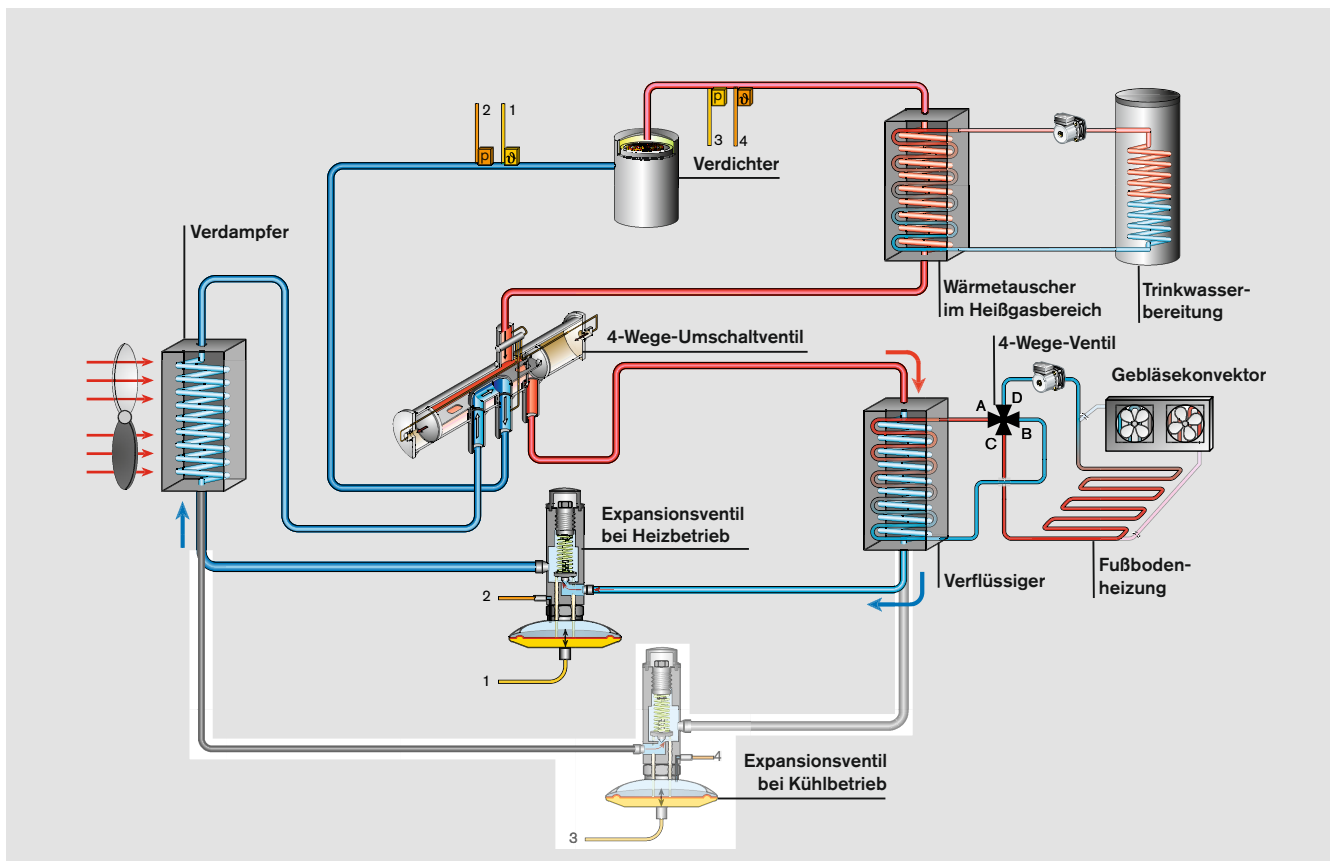 2
1
p
ϑ
p
ϑ
3
4
Verdichter
Verdampfer
Wärmetauscher
im Heißgasbereich
Trinkwasser-
bereitung
4-Wege-Umschaltventil
4-Wege-Ventil
Gebläsekonvektor
A
D
B
C
Expansionsventil
bei Heizbetrieb
Verflüssiger
Fußboden-
heizung
2
1
4
Expansionsventil
bei Kühlbetrieb
3